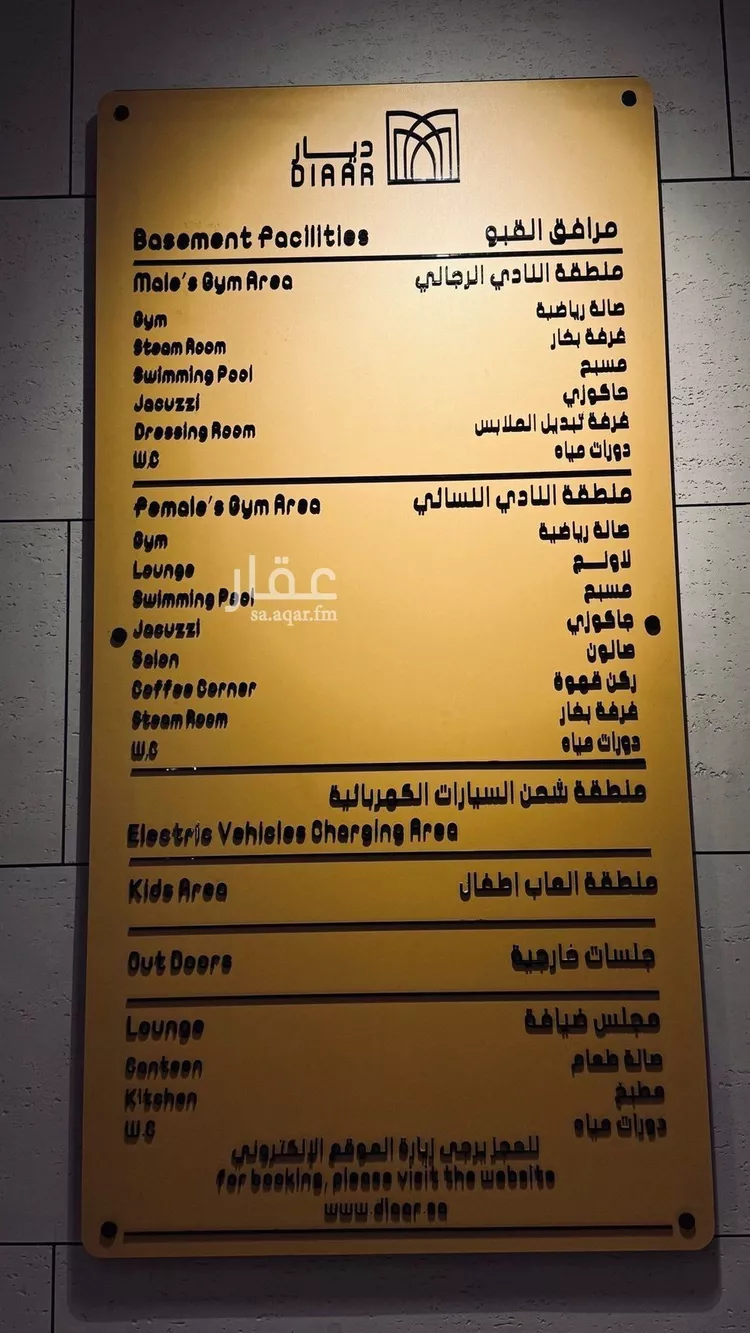 ديار
DIAAR
Basement Facilities مرافق القبو
Male's Gym Area منطقة النادي الرجالي
Gym صالة رياضية
Steam Room غرفة بخار
Swimming Pool مسبح
Jacuzzi جاكوزي
Dressing Room غرفة تبديل الملابس
W.C دورات مياه
Female's Gym Area منطقة النادي النسائي
Gym صالة رياضية
Lounge لاونج
Swimming Pool مسبح
Jacuzzi جاكوزي
Salon صالون
Coffee Corner ركن قهوة
Steam Room غرفة بخار
W.C دورات مياه
عقار
sa.aqar.fm
منطقة شحن السيارات الكهربائية
Electric Vehicles Charging Area
Kids Area منطقة العاب اطفال
Out Doors جلسات خارجية
Lounge مجلس ضيافة
Canteen صالة طعام
Kitchen مطبخ
W.C دورات مياه
للحجز يرجى زيارة الموقع الإلكتروني
for booking, please visit the website
www.diaar.sa